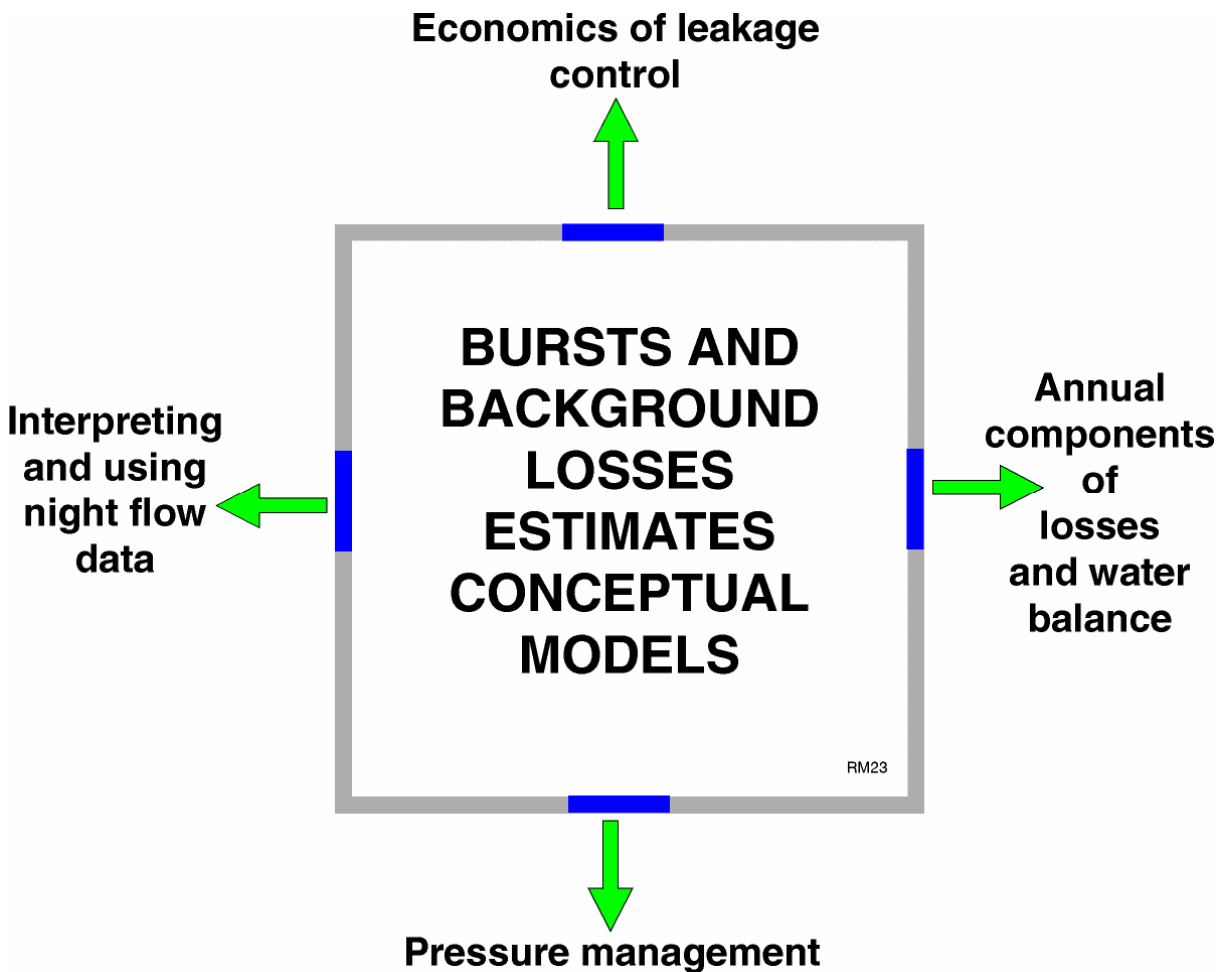 Economics of leakage
control
Interpreting
and using
night flow
data
BURSTS AND
BACKGROUND
LOSSES
ESTIMATES
CONCEPTUAL
MODELS
RM23
Annual
components
of
losses
and water
balance
Pressure management